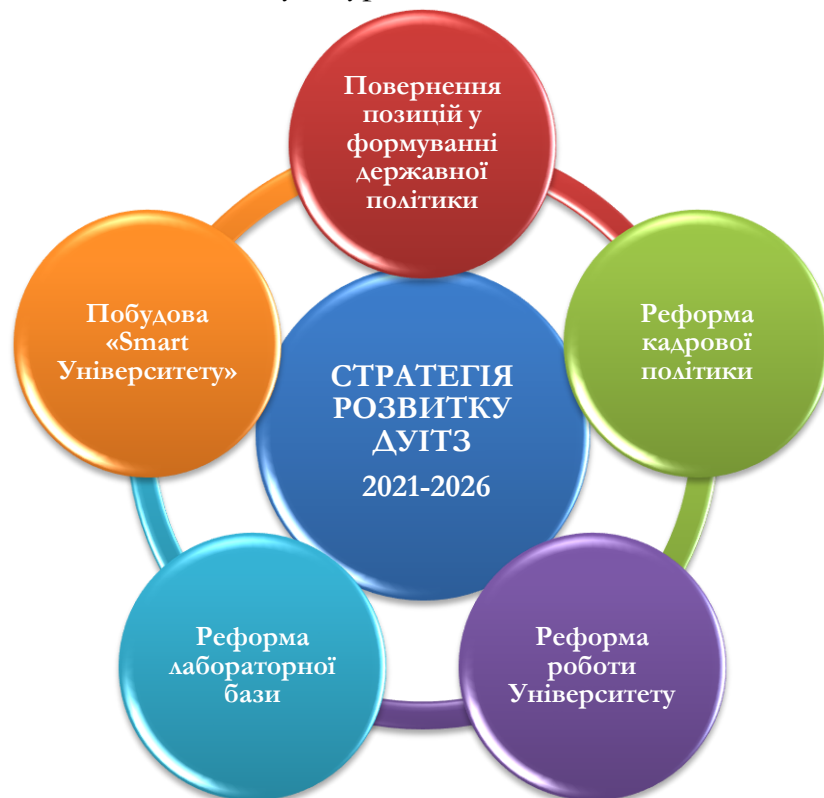 Повернення
позицій у
формуванні
державної
політики
Побудова
«Smart
Університету»
Реформа
кадрової
політики
СТРАТЕГІЯ
РОЗВИТКУ
ДУІТЗ
2021-2026
Реформа
лабораторної
бази
Реформа
роботи
Університету